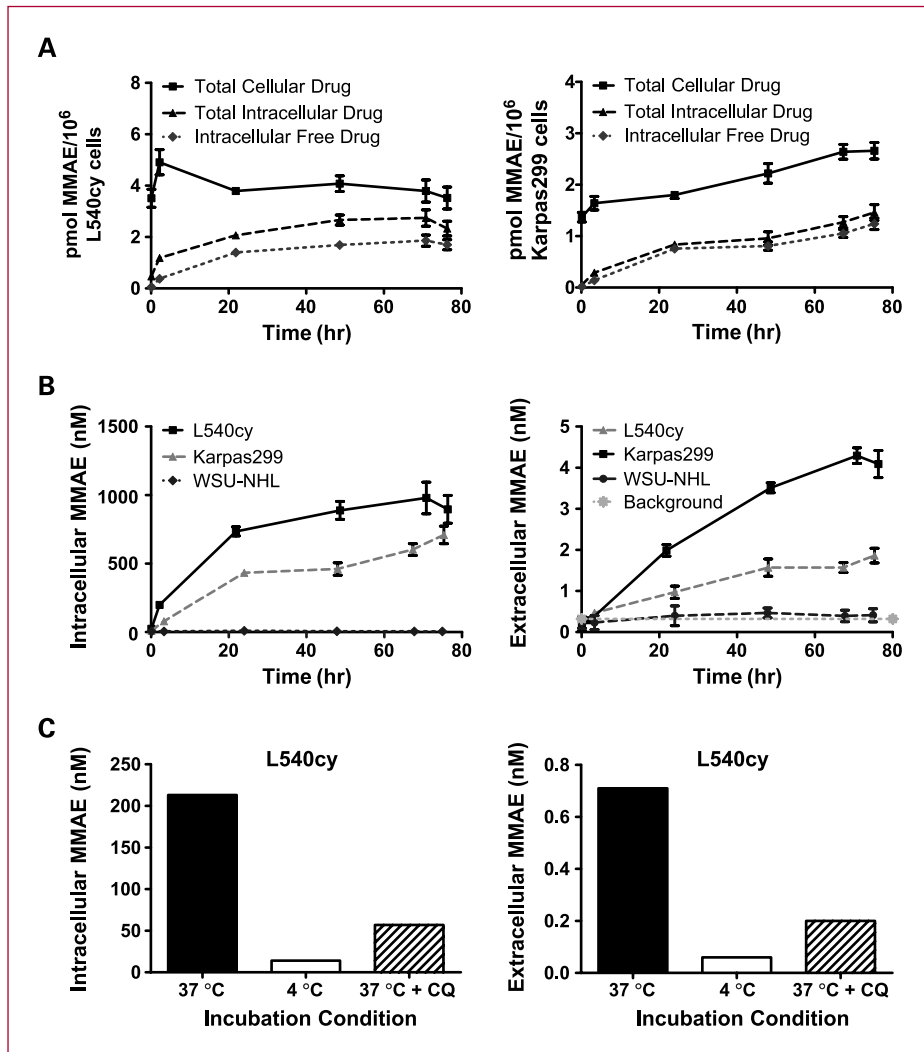 A
pmol MMAE/10⁶
L540cy cells
8
6
4
2
0
Total Cellular Drug
Total Intracellular Drug
Intracellular Free Drug
0 20 40 60 80
Time (hr)
pmol MMAE/10⁶
Karpas299 cells
4
3
2
1
0
Total Cellular Drug
Total Intracellular Drug
Intracellular Free Drug
0 20 40 60 80
Time (hr)
B
Intracellular MMAE (nM)
1500
1000
500
0
L540cy
Karpas299
WSU-NHL
0 20 40 60 80
Time (hr)
Extracellular MMAE (nM)
5
4
3
2
1
0
L540cy
Karpas299
WSU-NHL
Background
0 20 40 60 80
Time (hr)
C
L540cy
Intracellular MMAE (nM)
250
200
150
100
50
0
37 °C 4 °C 37 °C + CQ
Incubation Condition
L540cy
Extracellular MMAE (nM)
0.8
0.6
0.4
0.2
0.0
37 °C 4 °C 37 °C + CQ
Incubation Condition